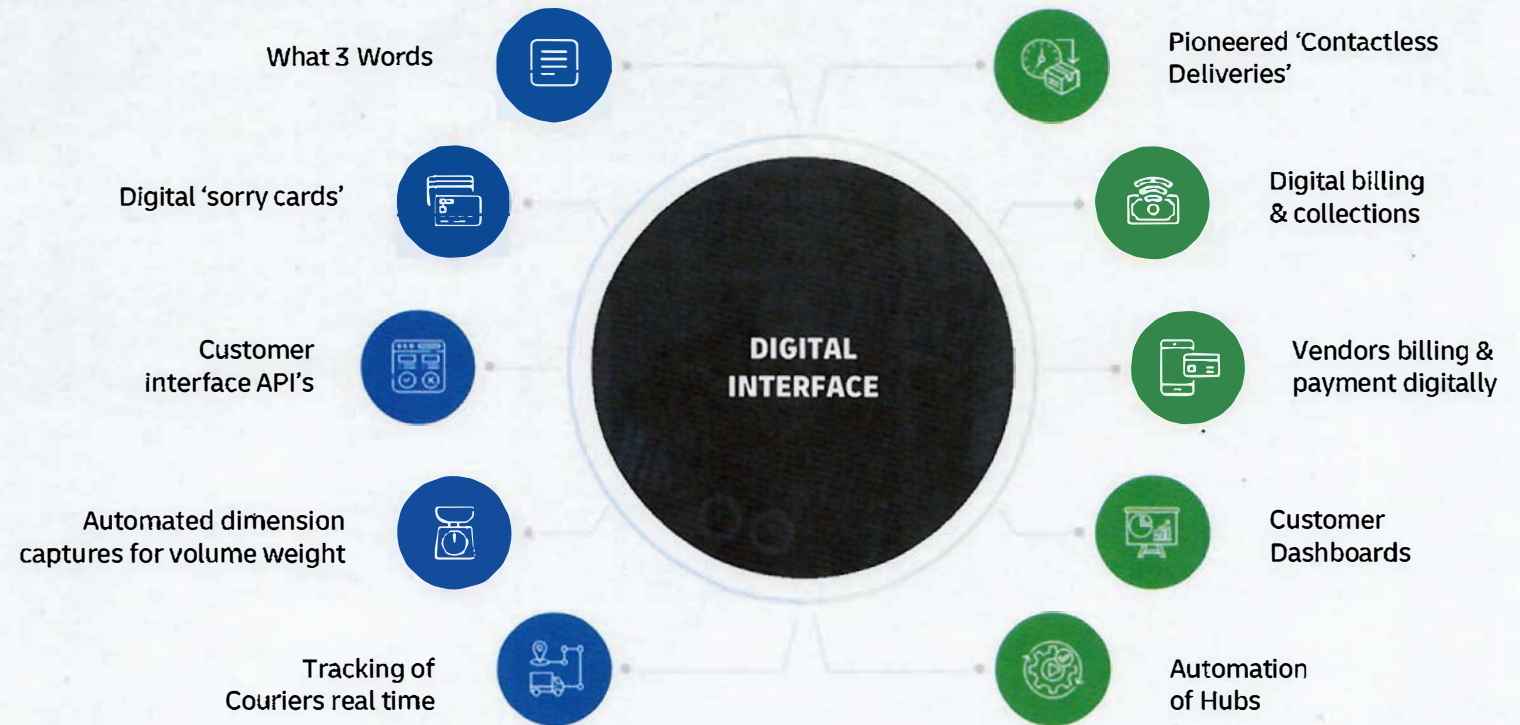 What 3 Words
Digital ‘sorry cards’
Customer
interface API’s
Automated dimension
captures for volume weight
Tracking of
Couriers real time
DIGITAL
INTERFACE
Pioneered ‘Contactless
Deliveries’
Digital billing
& collections
Vendors billing &
payment digitally
Customer
Dashboards
Automation
of Hubs